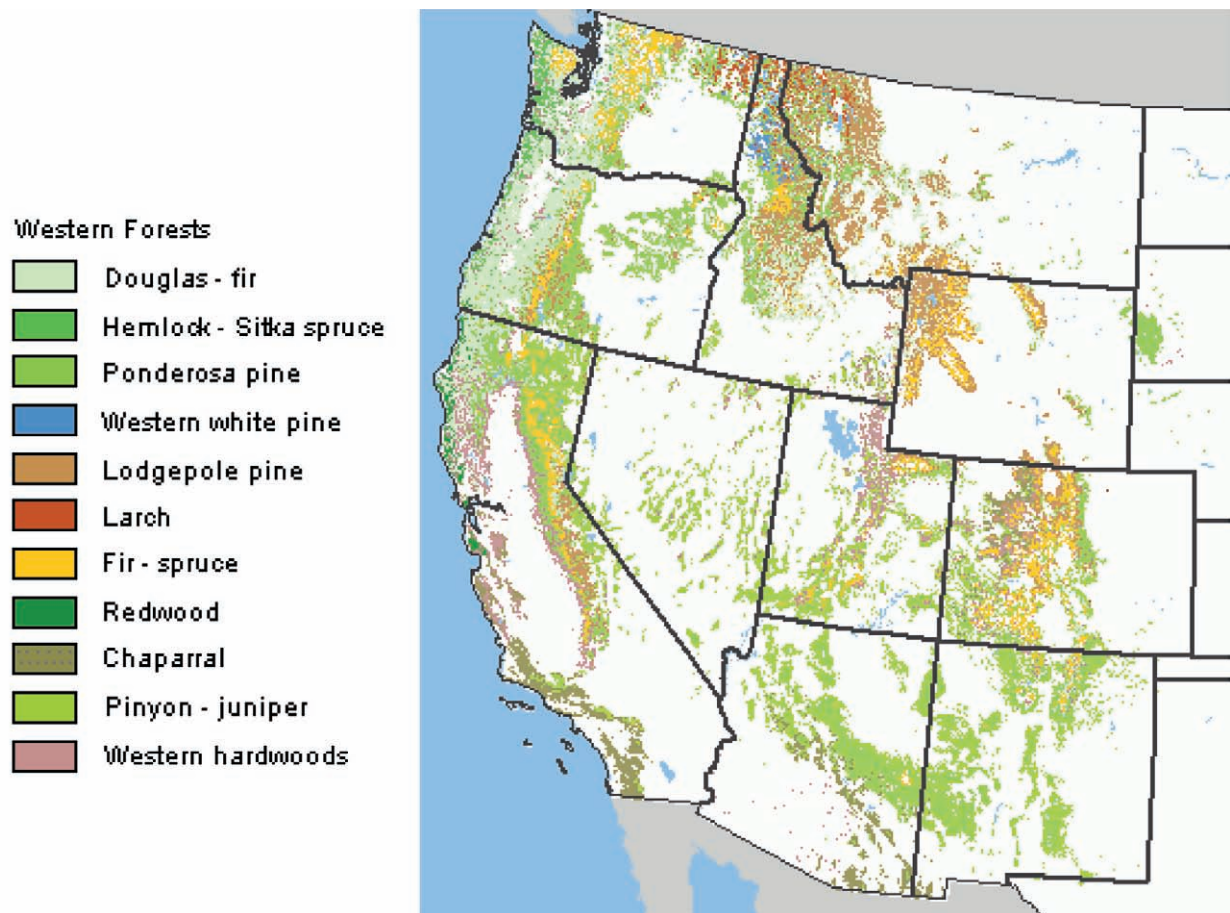 Western Forests
Douglas - fir
Hemlock - Sitka spruce
Ponderosa pine
Western white pine
Lodgepole pine
Larch
Fir - spruce
Redwood
Chaparral
Pinyon - juniper
Western hardwoods